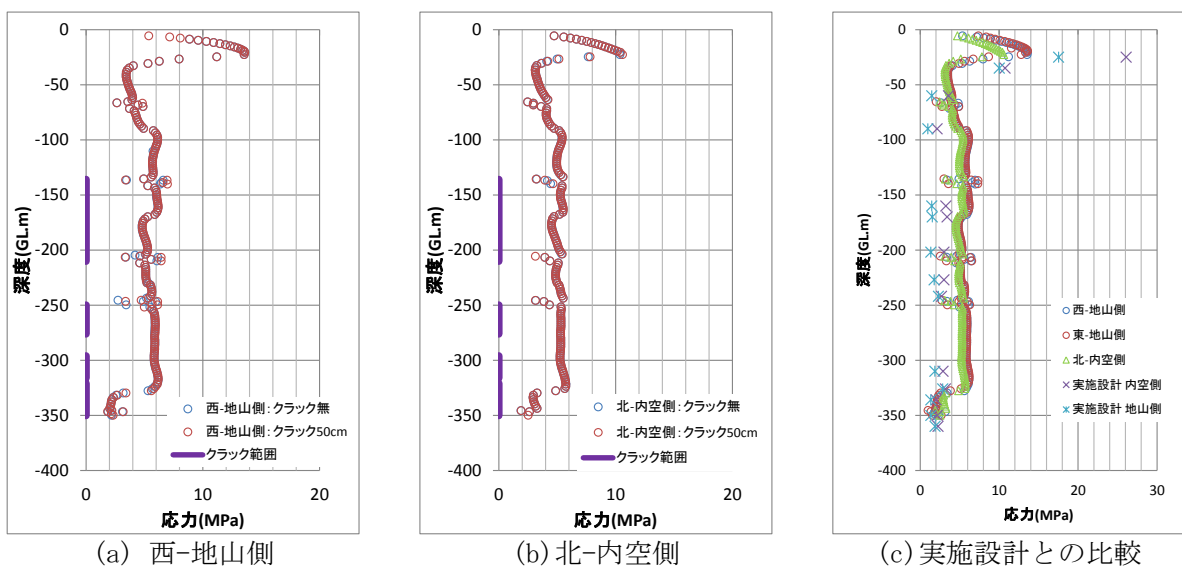 0
-50
-100
-150
-200
-250
-300
-350
-400
深度(GL.m)
西-地山側：クラック無
西-地山側：クラック50cm
クラック範囲
0
10
20
応力(MPa)
(a) 西-地山側
0
-50
-100
-150
-200
-250
-300
-350
-400
深度(GL.m)
北-内空側：クラック無
北-内空側：クラック50cm
クラック範囲
0
10
20
応力(MPa)
(b) 北-内空側
0
-50
-100
-150
-200
-250
-300
-350
-400
深度(GL.m)
西-地山側
東-地山側
北-内空側
実施設計 内空側
実施設計 地山側
0
10
20
30
応力(MPa)
(c) 実施設計との比較